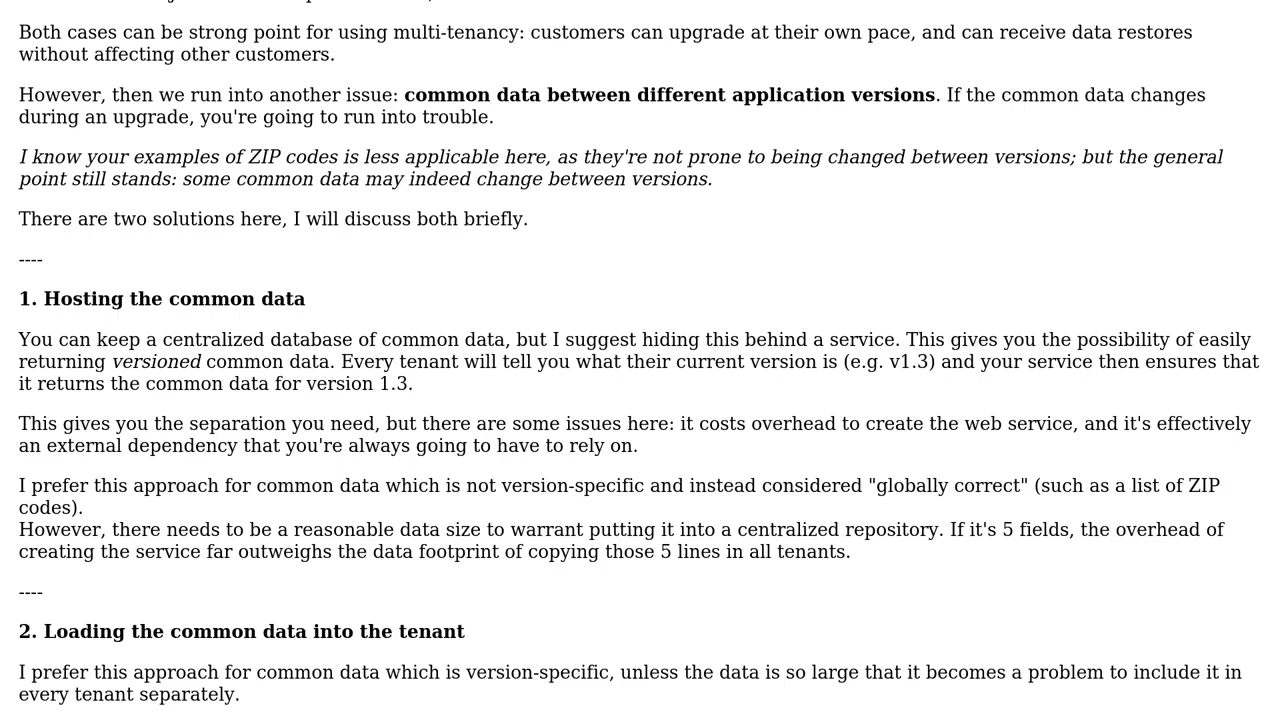 Both cases can be strong point for using multi-tenancy: customers can upgrade at their own pace, and can receive data restores
without affecting other customers.
However, then we run into another issue: common data between different application versions. If the common data changes
during an upgrade, you're going to run into trouble.
I know your examples of ZIP codes is less applicable here, as they're not prone to being changed between versions; but the general
point still stands: some common data may indeed change between versions.
There are two solutions here, I will discuss both briefly.
----
1. Hosting the common data
You can keep a centralized database of common data, but I suggest hiding this behind a service. This gives you the possibility of easily
returning versioned common data. Every tenant will tell you what their current version is (e.g. v1.3) and your service then ensures that
it returns the common data for version 1.3.
This gives you the separation you need, but there are some issues here: it costs overhead to create the web service, and it's effectively
an external dependency that you're always going to have to rely on.
I prefer this approach for common data which is not version-specific and instead considered "globally correct" (such as a list of ZIP
codes).
However, there needs to be a reasonable data size to warrant putting it into a centralized repository. If it's 5 fields, the overhead of
creating the service far outweighs the data footprint of copying those 5 lines in all tenants.
----
2. Loading the common data into the tenant
I prefer this approach for common data which is version-specific, unless the data is so large that it becomes a problem to include it in
every tenant separately.